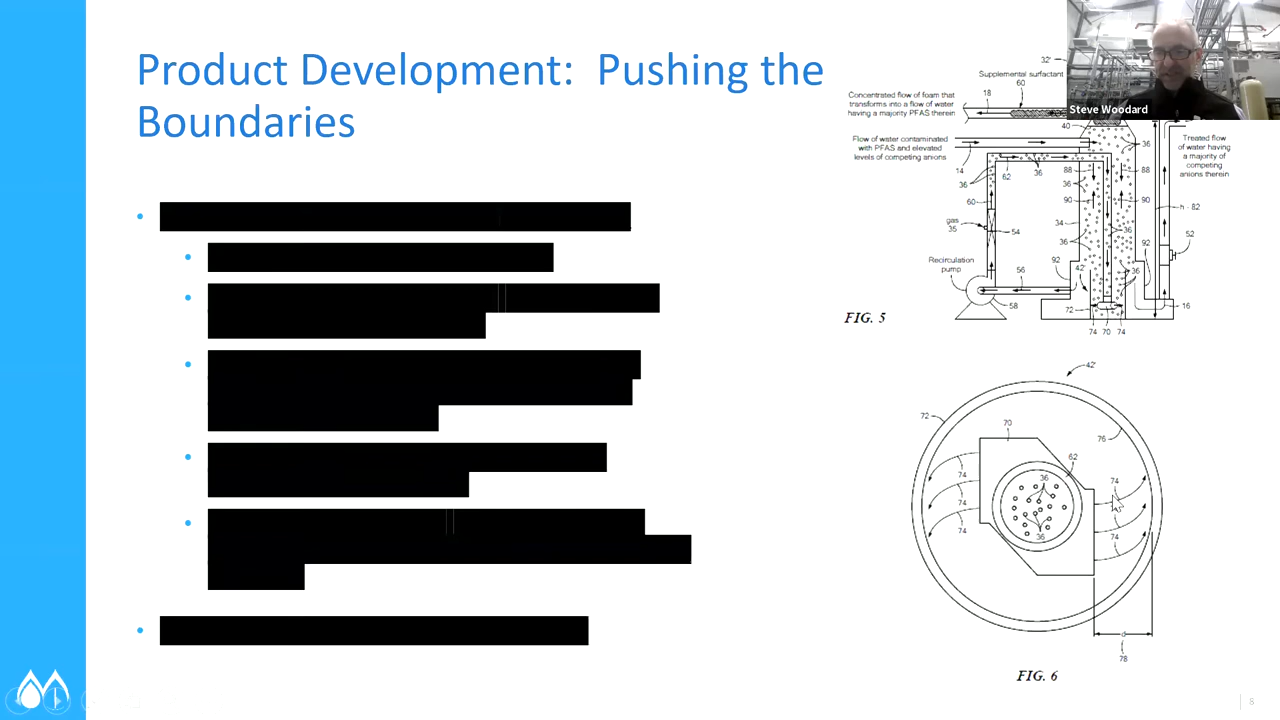 Product Development: Pushing the
Boundaries
Steve Woodard
32'
Supplemental surfactant
60
18
Concentrated flow of foam that
transforms into a flow of water
having a majority PFAS therein
40
Flow of water contaminated
with PFAS and elevated
levels of competing anions
14
36
62
36
88
88
36
Treated flow
of water having
a majority of
competing
anions therein
36
36
90
90
60
34
36
h - 82
gas
35
54
36
92
52
Recirculation
pump
92
42'
36
56
58
72
16
74
70
74
FIG. 5
42'
72
70
76
62
36
74
74
74
74
74
36
d
78
FIG. 6
8